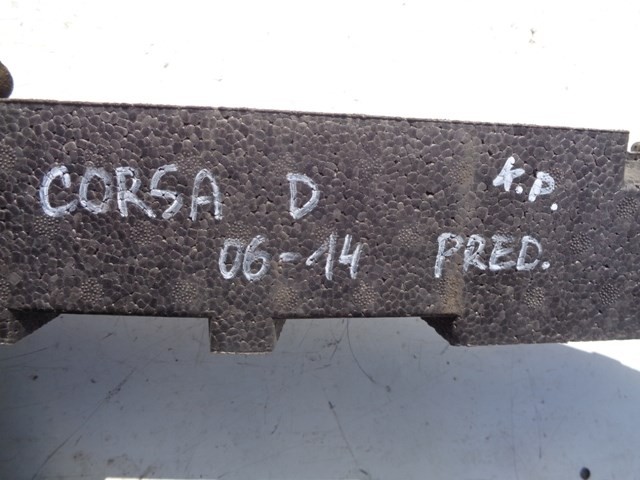 CORSA D K.P.
06-14 PRED.